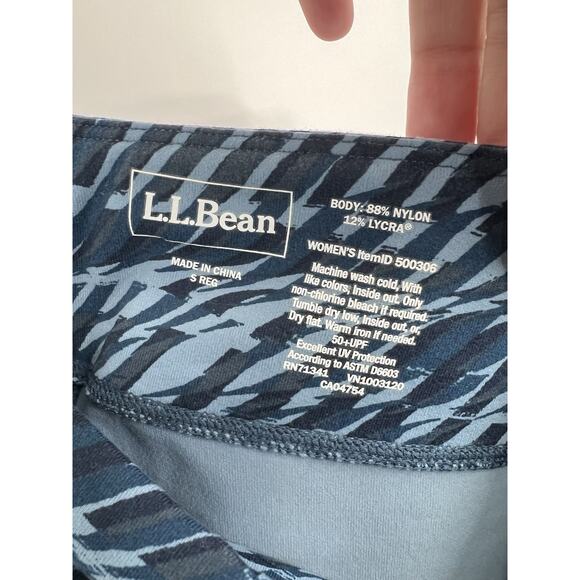 L.L.Bean
MADE IN CHINA
S REG
BODY: 88% NYLON
12% LYCRA®
WOMEN'S ItemID 500306
Machine wash cold, With
like colors, Inside out. Only
non-chlorine bleach if required.
Tumble dry low, Inside out, or,
Dry flat. Warm iron If needed.
50+UPF
Excellent UV Protection
According to ASTM D6603
RN71341 VN1003120
CA04754